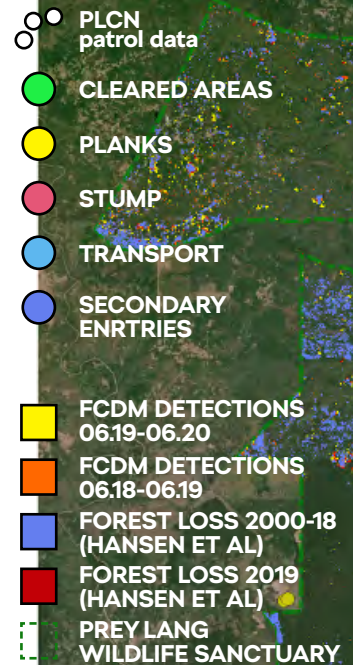 PLCN
patrol data
CLEARED AREAS
PLANKS
STUMP
TRANSPORT
SECONDARY
ENRTRIES
FCDM DETECTIONS
06.19-06.20
FCDM DETECTIONS
06.18-06.19
FOREST LOSS 2000-18
(HANSEN ET AL)
FOREST LOSS 2019
(HANSEN ET AL)
PREY LANG
WILDLIFE SANCTUARY